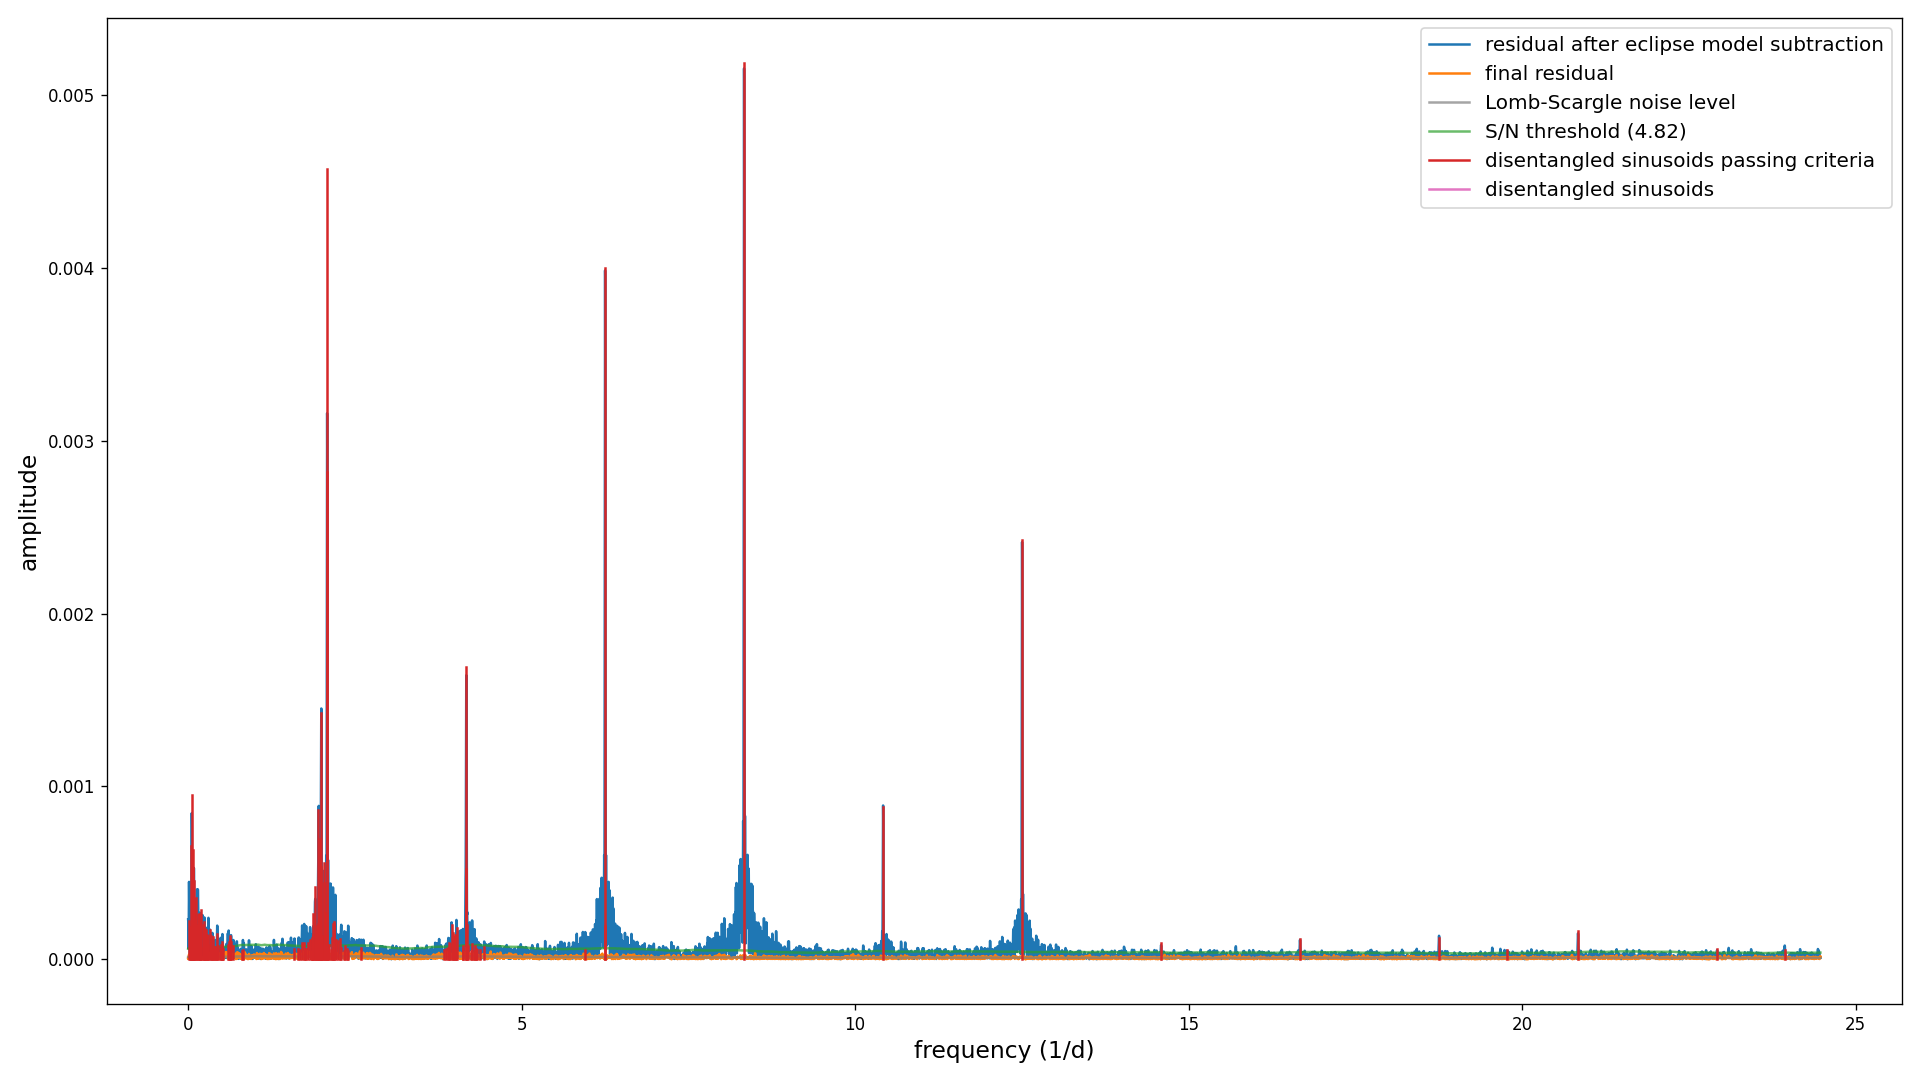 residual after eclipse model subtraction
final residual
Lomb-Scargle noise level
S/N threshold (4.82)
disentangled sinusoids passing criteria
disentangled sinusoids
0.005
0.004
0.003
0.002
0.001
0.000
amplitude
0 5 10 15 20 25
frequency (1/d)